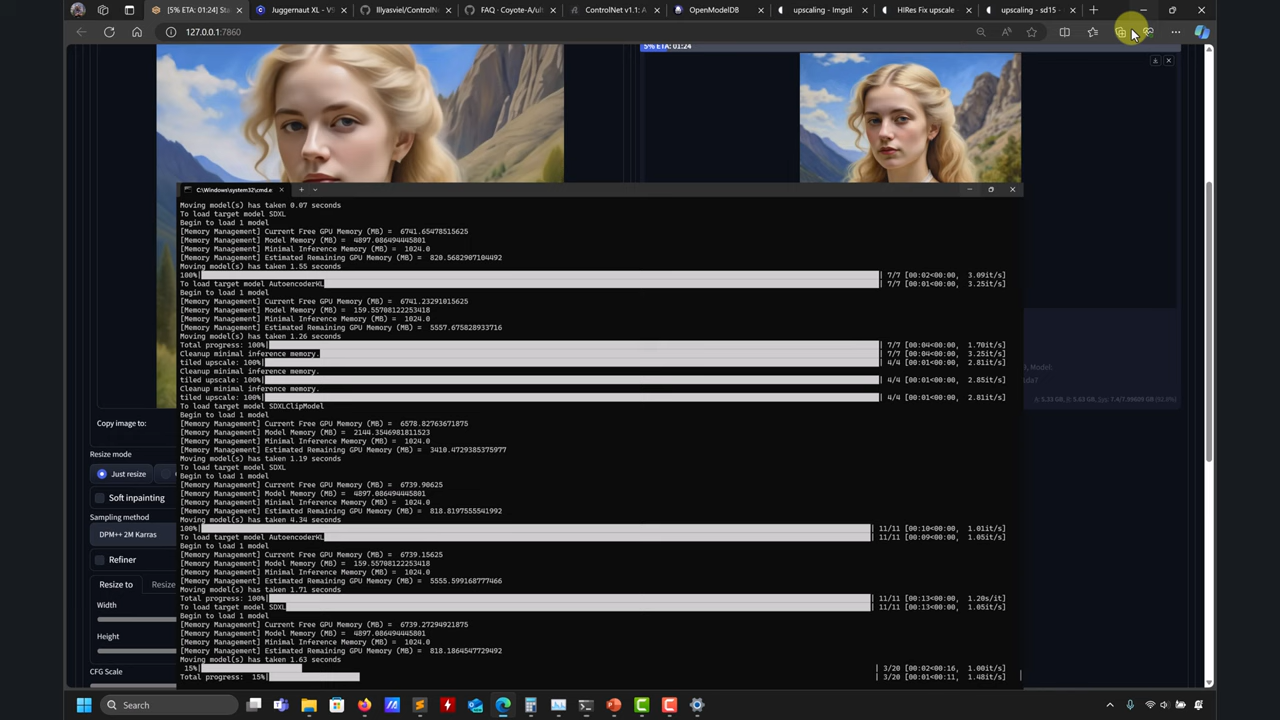 [5% ETA: 01:24] Sta
Juggernaut XL - V
Illyasviel/ControlNe
FAQ · Coyote-A/ult
ControlNet v1.1: A
OpenModelDB
upscaling - Imgsli
HIRes Fix upscale
upscaling - sd15 -
127.0.0.1:7860
5% ETA: 01:24
C:\Windows\system32\cmd.e
Moving model(s) has taken 0.07 seconds
To load target model SDXL
Begin to load 1 model
[Memory Management] Current Free GPU Memory (MB) = 6741.65478515625
[Memory Management] Model Memory (MB) = 4897.086494445801
[Memory Management] Minimal Inference Memory (MB) = 1024.0
[Memory Management] Estimated Remaining GPU Memory (MB) = 820.5682907104492
Moving model(s) has taken 1.55 seconds
100%| | 7/7 [00:02<00:00, 3.09it/s]
To load target model AutoencoderKL | 7/7 [00:01<00:00, 3.25it/s]
Begin to load 1 model
[Memory Management] Current Free GPU Memory (MB) = 6741.23291015625
[Memory Management] Model Memory (MB) = 159.55708122253418
[Memory Management] Minimal Inference Memory (MB) = 1024.0
[Memory Management] Estimated Remaining GPU Memory (MB) = 5557.675828933716
Moving model(s) has taken 1.26 seconds
Total progress: 100%| | 7/7 [00:04<00:00, 1.70it/s]
Cleanup minimal inference memory. | 7/7 [00:04<00:00, 3.25it/s]
tiled upscale: 100%| | 4/4 [00:01<00:00, 2.81it/s]
Cleanup minimal inference memory.
tiled upscale: 100%| | 4/4 [00:01<00:00, 2.85it/s]
Cleanup minimal inference memory.
tiled upscale: 100%| | 4/4 [00:01<00:00, 2.81it/s]
To load target model SDXLClipModel
Begin to load 1 model
[Memory Management] Current Free GPU Memory (MB) = 6578.82763671875
[Memory Management] Model Memory (MB) = 2144.3546981811523
[Memory Management] Minimal Inference Memory (MB) = 1024.0
[Memory Management] Estimated Remaining GPU Memory (MB) = 3410.4729385375977
Moving model(s) has taken 1.19 seconds
To load target model SDXL
Begin to load 1 model
[Memory Management] Current Free GPU Memory (MB) = 6739.90625
[Memory Management] Model Memory (MB) = 4897.086494445801
[Memory Management] Minimal Inference Memory (MB) = 1024.0
[Memory Management] Estimated Remaining GPU Memory (MB) = 818.8197555541992
Moving model(s) has taken 4.34 seconds
100%| | 11/11 [00:10<00:00, 1.01it/s]
To load target model AutoencoderKL | 11/11 [00:09<00:00, 1.05it/s]
Begin to load 1 model
[Memory Management] Current Free GPU Memory (MB) = 6739.15625
[Memory Management] Model Memory (MB) = 159.55708122253418
[Memory Management] Minimal Inference Memory (MB) = 1024.0
[Memory Management] Estimated Remaining GPU Memory (MB) = 5555.599168777466
Moving model(s) has taken 1.71 seconds
Total progress: 100%| | 11/11 [00:13<00:00, 1.20s/it]
To load target model SDXL | 11/11 [00:13<00:00, 1.05it/s]
Begin to load 1 model
[Memory Management] Current Free GPU Memory (MB) = 6739.27294921875
[Memory Management] Model Memory (MB) = 4897.086494445801
[Memory Management] Minimal Inference Memory (MB) = 1024.0
[Memory Management] Estimated Remaining GPU Memory (MB) = 818.1864547729492
Moving model(s) has taken 1.63 seconds
15%| | 3/20 [00:02<00:16, 1.00it/s]
Total progress: 15%| | 3/20 [00:01<00:11, 1.48it/s]
Copy image to:
Resize mode
Just resize
Soft inpainting
Sampling method
DPM++ 2M Karras
Refiner
Resize to
Resize
Width
Height
CFG Scale
Search